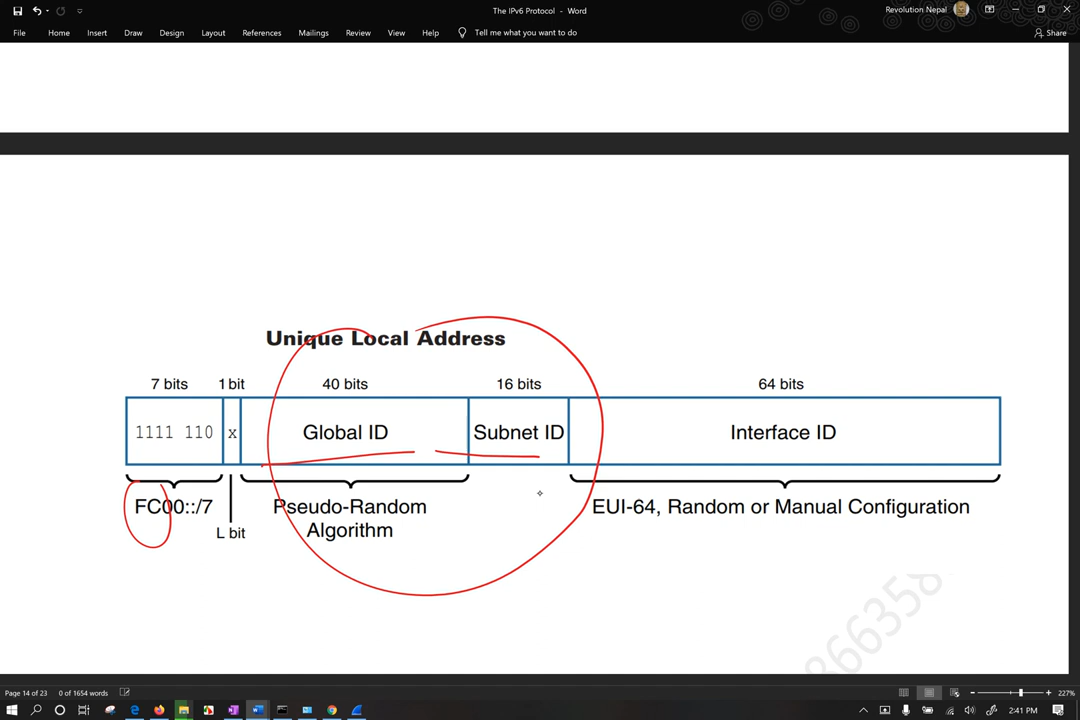 The IPv6 Protocol - Word
Revolution Nepal
File Home Insert Draw Design Layout References Mailings Review View Help Tell me what you want to do Share
Unique Local Address
7 bits 1 bit 40 bits 16 bits 64 bits
1111 110 x Global ID Subnet ID Interface ID
FC00::/7 Pseudo-Random EUI-64, Random or Manual Configuration
L bit Algorithm
866358
Page 14 of 23 0 of 1654 words 227%
2:41 PM